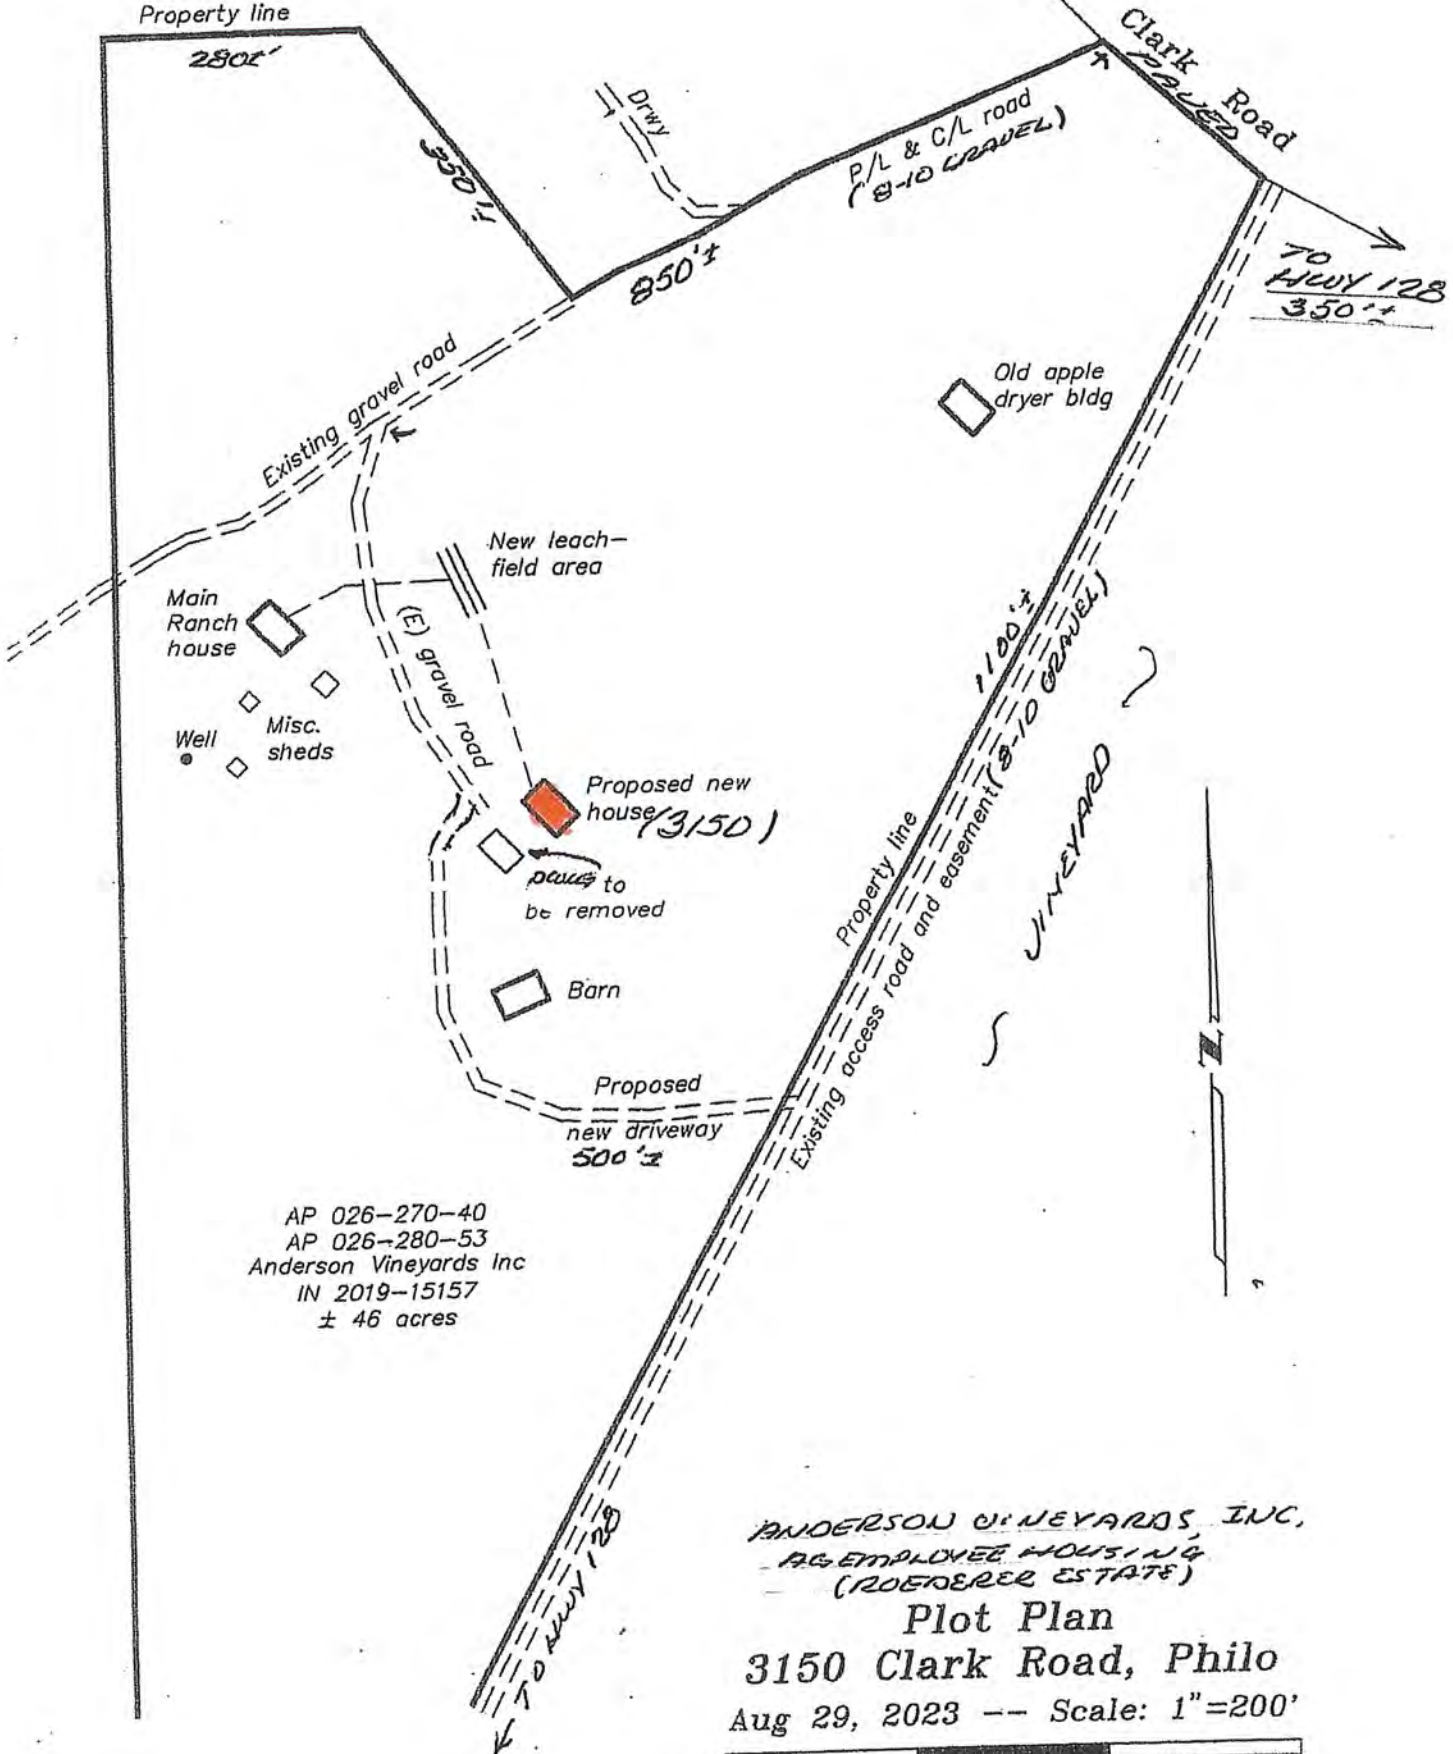 Property line
280±'
350'±
Drwy
P/L & C/L road
(8-10 GRAVEL)
Clark Road
PAVED
850'±
TO
HWY 128
350'±
Existing gravel road
Old apple
dryer bldg
New leach-
field area
Main
Ranch
house
(E) gravel road
Well
Misc.
sheds
Proposed new
house (3150)
to
be removed
Barn
1100'±
Property line
Existing access road and easement (8-10 GRAVEL)
VINEYARD
N
Proposed
new driveway
500'±
AP 026-270-40
AP 026-280-53
Anderson Vineyards Inc
IN 2019-15157
± 46 acres
TO HWY 128
ANDERSON VINEYARDS, INC,
AG EMPLOYEE HOUSING
(ROEDERER ESTATE)
Plot Plan
3150 Clark Road, Philo
Aug 29, 2023 -- Scale: 1"=200'